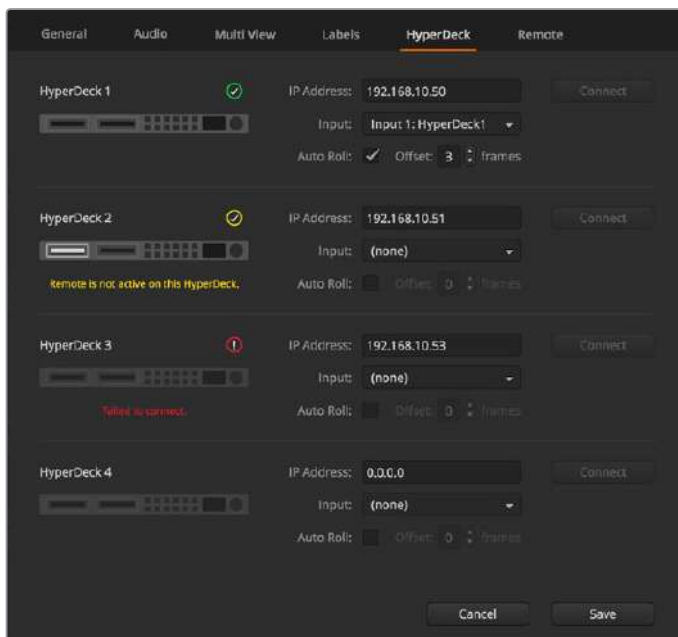 General Audio Multi View Labels HyperDeck Remote
HyperDeck 1 IP Address: 192.168.10.50 Connect
Input: Input 1: HyperDeck1
Auto Roll: Offset: 3 frames
HyperDeck 2 IP Address: 192.168.10.51 Connect
Input: (none)
Remote is not active on this HyperDeck.
Auto Roll: Offset: 0 frames
HyperDeck 3 IP Address: 192.168.10.53 Connect
Input: (none)
Failed to connect.
Auto Roll: Offset: 0 frames
HyperDeck 4 IP Address: 0.0.0.0 Connect
Input: (none)
Auto Roll: Offset: 0 frames
Cancel Save